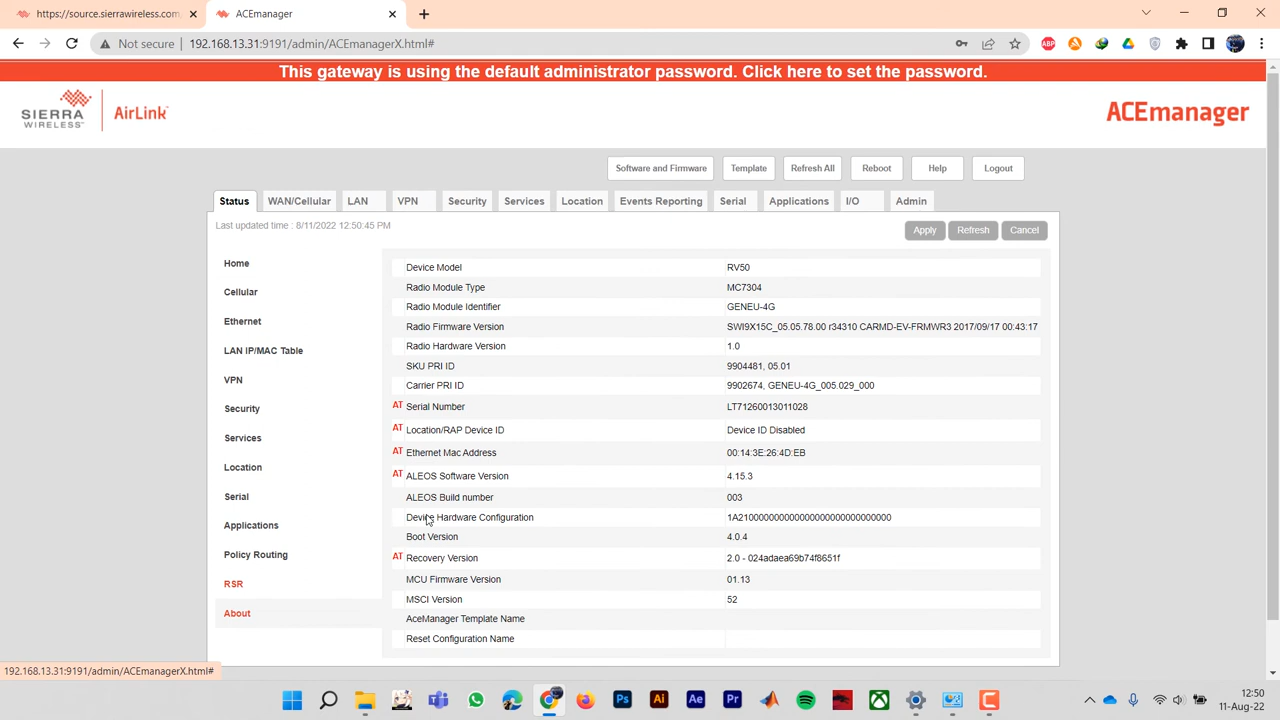 https://source.sierrawireless.com
ACEmanager
Not secure
192.168.13.31:9191/admin/ACEmanagerX.html#
This gateway is using the default administrator password. Click here to set the password.
SIERRA WIRELESS
AirLink
ACEmanager
Software and Firmware Template Refresh All Reboot Help Logout
Status WAN/Cellular LAN VPN Security Services Location Events Reporting Serial Applications I/O Admin
Last updated time : 8/11/2022 12:50:45 PM
Apply Refresh Cancel
Home
Cellular
Ethernet
LAN IP/MAC Table
VPN
Security
Services
Location
Serial
Applications
Policy Routing
RSR
About
Device Model RV50
Radio Module Type MC7304
Radio Module Identifier GENEU-4G
Radio Firmware Version SWI9X15C_05.05.78.00 r34310 CARMD-EV-FRMWR3 2017/09/17 00:43:17
Radio Hardware Version 1.0
SKU PRI ID 9904481, 05.01
Carrier PRI ID 9902674, GENEU-4G_005.029_000
AT Serial Number LT71260013011028
AT Location/RAP Device ID Device ID Disabled
AT Ethernet Mac Address 00:14:3E:26:4D:EB
AT ALEOS Software Version 4.15.3
ALEOS Build number 003
Device Hardware Configuration 1A210000000000000000000000000000
Boot Version 4.0.4
AT Recovery Version 2.0 - 024adaea69b74f8651f
MCU Firmware Version 01.13
MSCI Version 52
AceManager Template Name
Reset Configuration Name
192.168.13.31:9191/admin/ACEmanagerX.html#
12:50
11-Aug-22